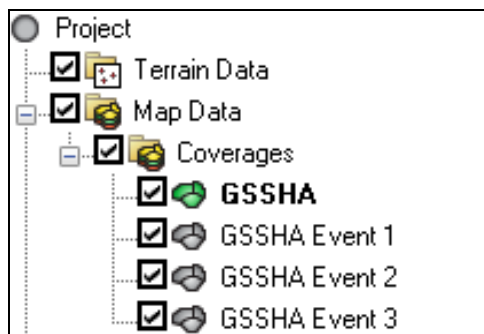 Project
Terrain Data
Map Data
Coverages
GSSHA
GSSHA Event 1
GSSHA Event 2
GSSHA Event 3